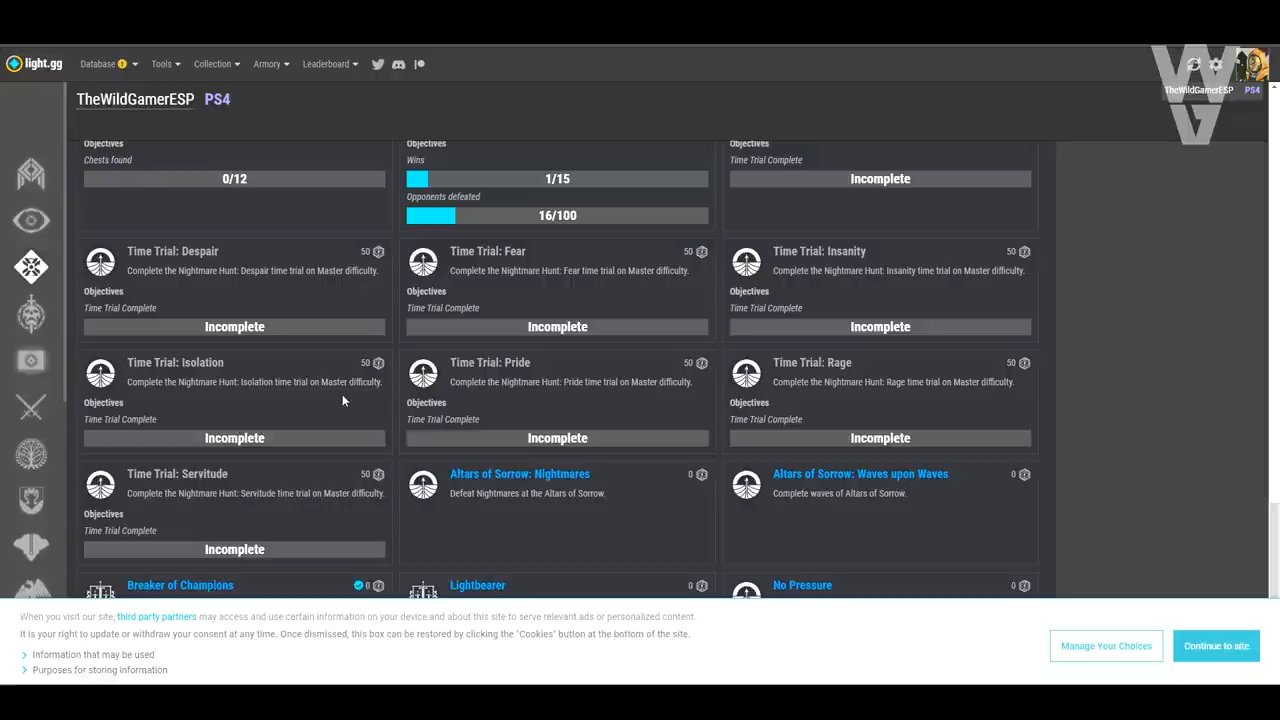 light.gg
Database Tools Collection Armory Leaderboard
TheWildGamerESP PS4
TheWildGamerESP PS4
WG
Objectives
Chests found
0/12
Objectives
Wins
1/15
Opponents defeated
16/100
Objectives
Time Trial Complete
Incomplete
Time Trial: Despair 50
Complete the Nightmare Hunt: Despair time trial on Master difficulty.
Objectives
Time Trial Complete
Incomplete
Time Trial: Fear 50
Complete the Nightmare Hunt: Fear time trial on Master difficulty.
Objectives
Time Trial Complete
Incomplete
Time Trial: Insanity 50
Complete the Nightmare Hunt: Insanity time trial on Master difficulty.
Objectives
Time Trial Complete
Incomplete
Time Trial: Isolation 50
Complete the Nightmare Hunt: Isolation time trial on Master difficulty.
Objectives
Time Trial Complete
Incomplete
Time Trial: Pride 50
Complete the Nightmare Hunt: Pride time trial on Master difficulty.
Objectives
Time Trial Complete
Incomplete
Time Trial: Rage 50
Complete the Nightmare Hunt: Rage time trial on Master difficulty.
Objectives
Time Trial Complete
Incomplete
Time Trial: Servitude 50
Complete the Nightmare Hunt: Servitude time trial on Master difficulty.
Objectives
Time Trial Complete
Incomplete
Altars of Sorrow: Nightmares 0
Defeat Nightmares at the Altars of Sorrow.
Altars of Sorrow: Waves upon Waves 0
Complete waves of Altars of Sorrow.
Breaker of Champions 0
Lightbearer 0
No Pressure 0
When you visit our site, third party partners may access and use certain information on your device and about this site to serve relevant ads or personalized content.
It is your right to update or withdraw your consent at any time. Once dismissed, this box can be restored by clicking the "Cookies" button at the bottom of the site.
Information that may be used
Purposes for storing information
Manage Your Choices
Continue to site